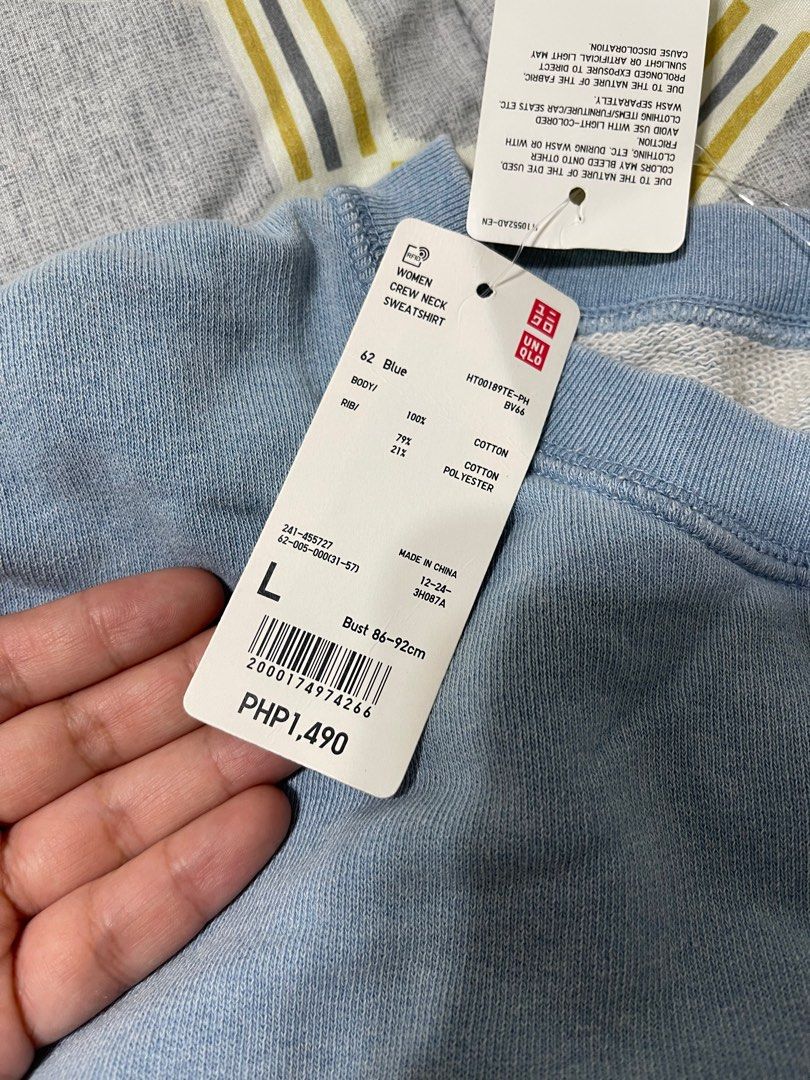 DUE TO THE NATURE OF THE DYE USED,
COLORS MAY BLEED ONTO OTHER
CLOTHING, ETC. DURING WASH OR WITH
FRICTION.
AVOID USE WITH LIGHT-COLORED
CLOTHING ITEMS/FURNITURE/CAR SEATS ETC.
WASH SEPARATELY.
DUE TO THE NATURE OF THE FABRIC,
PROLONGED EXPOSURE TO DIRECT
SUNLIGHT OR ARTIFICIAL LIGHT MAY
CAUSE DISCOLORATION.
RFID
WOMEN
CREW NECK
SWEATSHIRT
ユニ
クロ
UNI
QLO
62 Blue
HT00189TE-PH
BV66
BODY/
100% COTTON
RIB/
79% COTTON
21% POLYESTER
241-455727
62-005-000(31-57)
MADE IN CHINA
12-24-
3H087A
L
Bust 86-92cm
2000174974266
PHP1,490